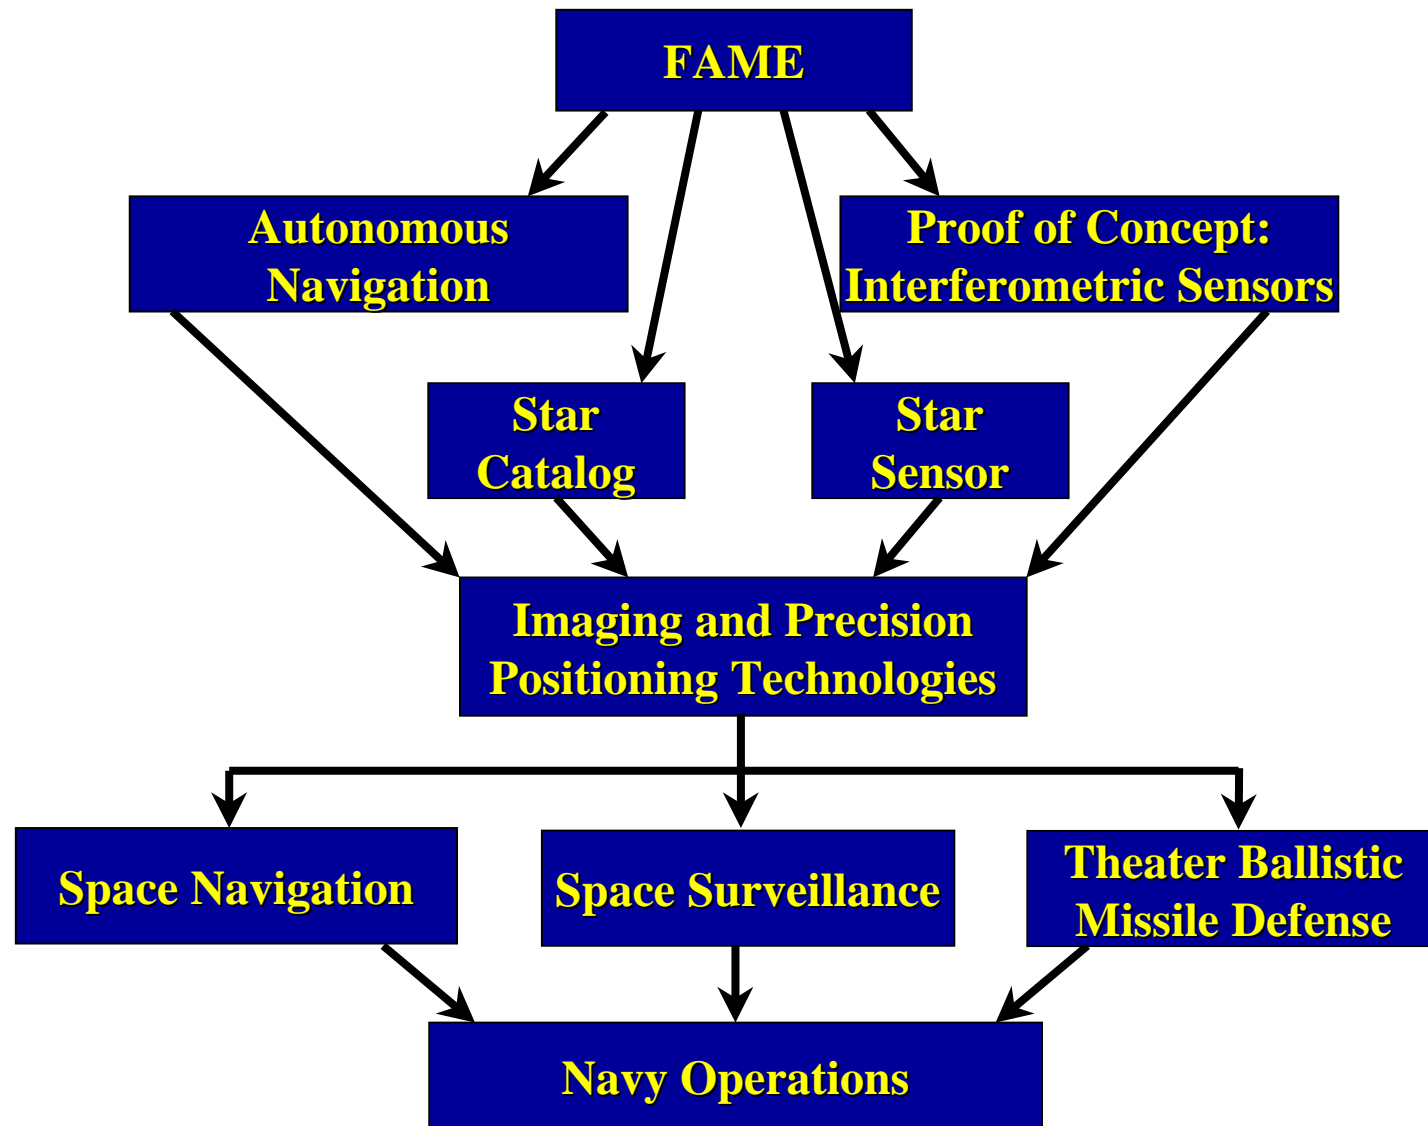 FAME
Autonomous
Navigation
Proof of Concept:
Interferometric Sensors
Star
Catalog
Star
Sensor
Imaging and Precision
Positioning Technologies
Space Navigation
Space Surveillance
Theater Ballistic
Missile Defense
Navy Operations